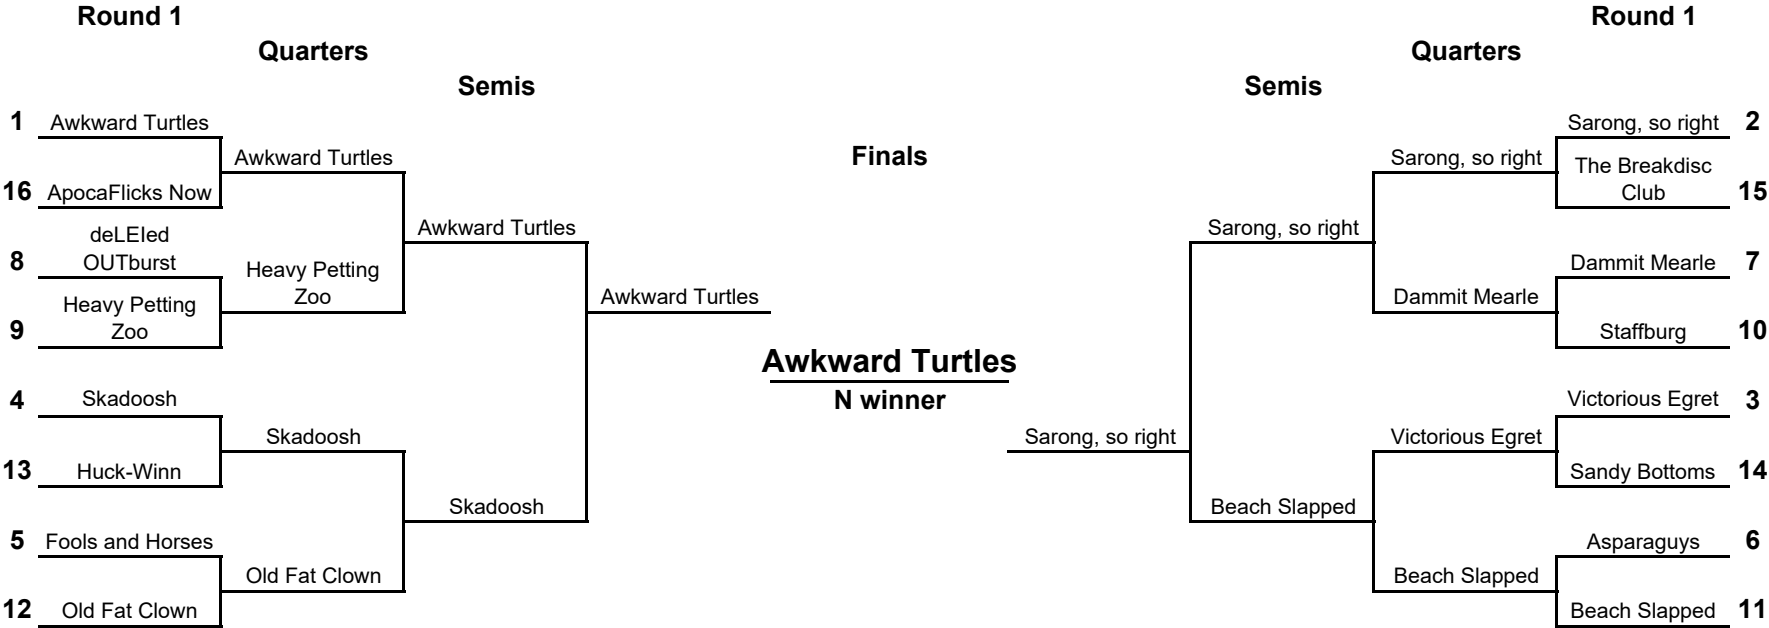 Round 1
Round 1
Quarters
Quarters
Semis
Semis
1 Awkward Turtles
Sarong, so right 2
Awkward Turtles
Finals
Sarong, so right
16 ApocaFlicks Now
The Breakdisc
Club 15
Awkward Turtles
Sarong, so right
deLEIed
8 OUTburst
Dammit Mearle 7
Heavy Petting
Zoo
Dammit Mearle
Awkward Turtles
Heavy Petting
9 Zoo
Staffburg 10
Awkward Turtles
N winner
4 Skadoosh
Victorious Egret 3
Skadoosh
Sarong, so right
Victorious Egret
13 Huck-Winn
Sandy Bottoms 14
Skadoosh
Beach Slapped
5 Fools and Horses
Asparaguys 6
Old Fat Clown
Beach Slapped
12 Old Fat Clown
Beach Slapped 11